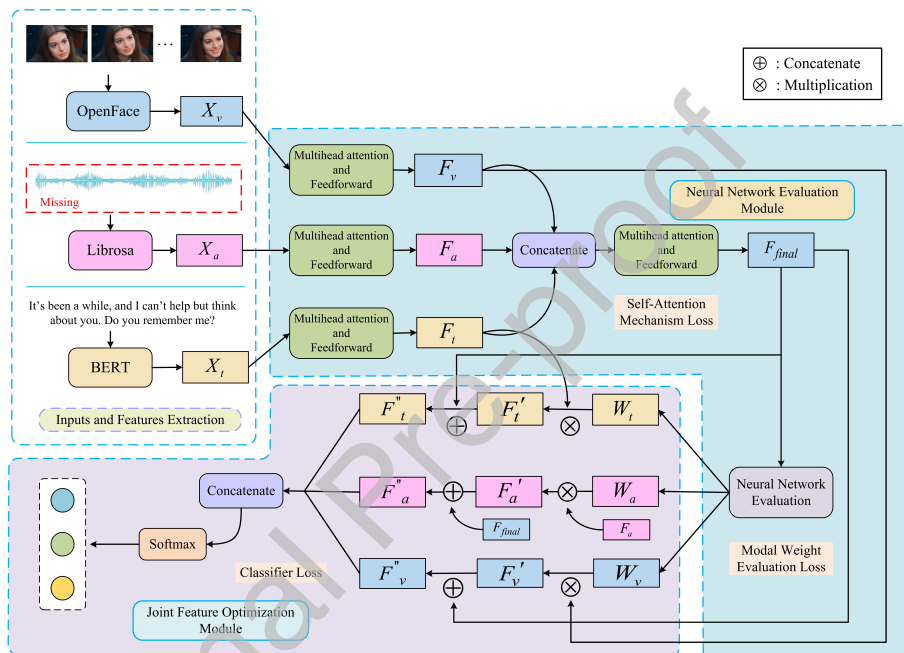 ⊕ : Concatenate
⊗ : Multiplication
OpenFace
X_v
Missing
Librosa
X_a
It's been a while, and I can't help but think
about you. Do you remember me?
BERT
X_t
Inputs and Features Extraction
Multihead attention
and
Feedforward
F_v
Multihead attention
and
Feedforward
F_a
Multihead attention
and
Feedforward
F_t
Concatenate
Multihead attention
and
Feedforward
F_final
Neural Network Evaluation
Module
Self-Attention
Mechanism Loss
F"_t
F_t'
W_t
F"_a
F_a'
W_a
F_final
F_a
F"_v
F_v'
W_v
Neural Network
Evaluation
Modal Weight
Evaluation Loss
Concatenate
Softmax
Classifier Loss
Joint Feature Optimization
Module
nal Pre-proof